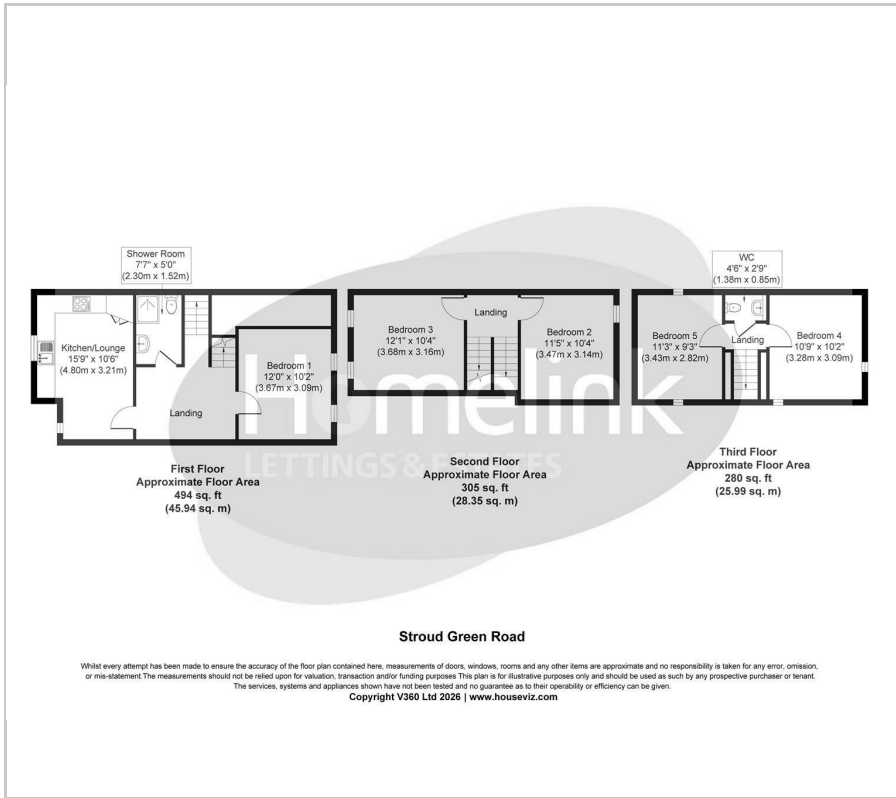 Shower Room
7'7" x 5'0"
(2.30m x 1.52m)
Kitchen/Lounge
15'9" x 10'6"
(4.80m x 3.21m)
Bedroom 1
12'0" x 10'2"
(3.67m x 3.09m)
Landing
First Floor
Approximate Floor Area
494 sq. ft
(45.94 sq. m)
Bedroom 3
12'1" x 10'4"
(3.68m x 3.16m)
Landing
Bedroom 2
11'5" x 10'4"
(3.47m x 3.14m)
Second Floor
Approximate Floor Area
305 sq. ft
(28.35 sq. m)
WC
4'6" x 2'9"
(1.38m x 0.85m)
Bedroom 5
11'3" x 9'3"
(3.43m x 2.82m)
Landing
Bedroom 4
10'9" x 10'2"
(3.28m x 3.09m)
Third Floor
Approximate Floor Area
280 sq. ft
(25.99 sq. m)
Homelink
LETTINGS & ESTATES
Stroud Green Road
Whilst every attempt has been made to ensure the accuracy of the floor plan contained here, measurements of doors, windows, rooms and any other items are approximate and no responsibility is taken for any error, omission,
or mis-statement.The measurements should not be relied upon for valuation, transaction and/or funding purposes This plan is for illustrative purposes only and should be used as such by any prospective purchaser or tenant.
The services, systems and appliances shown have not been tested and no guarantee as to their operability or efficiency can be given.
Copyright V360 Ltd 2026 | www.houseviz.com